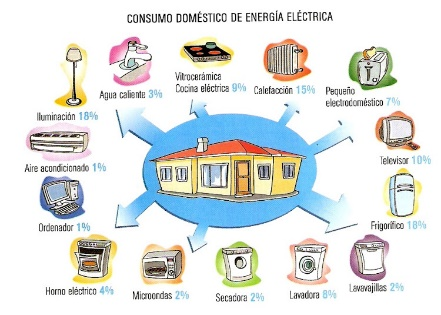 CONSUMO DOMÉSTICO DE ENERGÍA ELÉCTRICA
Iluminación 18%
Agua caliente 3%
Vitrocerámica
Cocina eléctrica 9%
Calefacción 15%
Pequeño
electrodoméstico 7%
Aire acondicionado 1%
Televisor 10%
Ordenador 1%
Frigorífico 18%
Horno eléctrico 4%
Microondas 2%
Secadora 2%
Lavadora 8%
Lavavajillas 2%